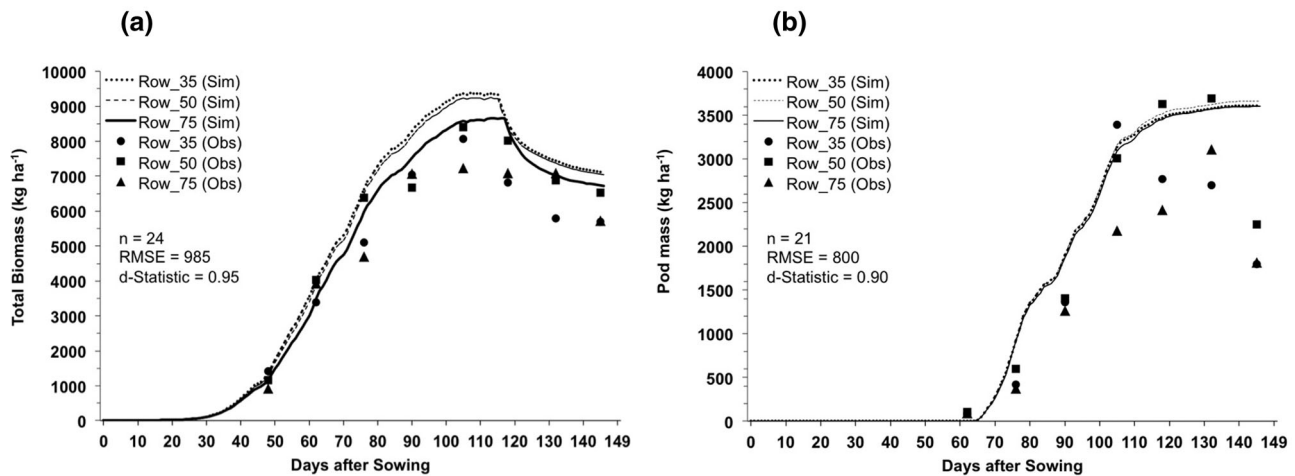 (a)
Total Biomass (kg ha⁻¹)
10000
9000
8000
7000
6000
5000
4000
3000
2000
1000
0
Row_35 (Sim)
Row_50 (Sim)
Row_75 (Sim)
Row_35 (Obs)
Row_50 (Obs)
Row_75 (Obs)
n = 24
RMSE = 985
d-Statistic = 0.95
0 10 20 30 40 50 60 70 80 90 100 110 120 130 140 149
Days after Sowing
(b)
Pod mass (kg ha⁻¹)
4000
3500
3000
2500
2000
1500
1000
500
0
Row_35 (Sim)
Row_50 (Sim)
Row_75 (Sim)
Row_35 (Obs)
Row_50 (Obs)
Row_75 (Obs)
n = 21
RMSE = 800
d-Statistic = 0.90
0 10 20 30 40 50 60 70 80 90 100 110 120 130 140 149
Days after Sowing